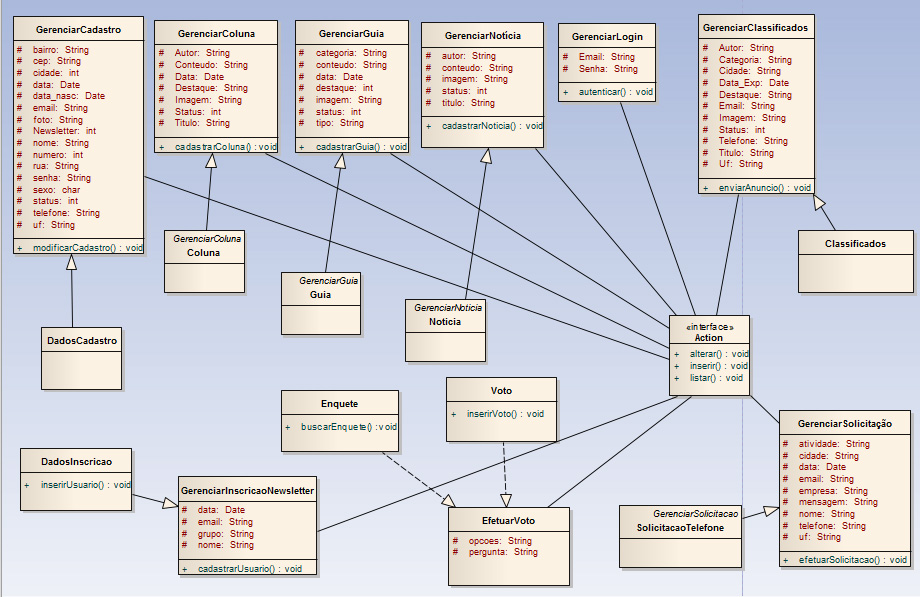 GerenciarCadastro
# bairro: String
# cep: String
# cidade: int
# data: Date
# data_nasc: Date
# email: String
# foto: String
# Newsletter: int
# nome: String
# numero: int
# rua: String
# senha: String
# sexo: char
# status: int
# telefone: String
# uf: String
+ modificarCadastro() : void
GerenciarColuna
# Autor: String
# Conteudo: String
# Data: Date
# Destaque: String
# Imagem: String
# Status: int
# Titulo: String
+ cadastrarColuna() : void
GerenciarGuia
# categoria: String
# conteudo: String
# data: Date
# destaque: int
# imagem: String
# status: int
# tipo: String
+ cadastrarGuia() : void
GerenciarNoticia
# autor: String
# conteudo: String
# imagem: String
# status: int
# titulo: String
+ cadastrarNoticia() : void
GerenciarLogin
# Email: String
# Senha: String
+ autenticar() : void
GerenciarClassificados
# Autor: String
# Categoria: String
# Cidade: String
# Data_Exp: Date
# Destaque: String
# Email: String
# Imagem: String
# Status: int
# Telefone: String
# Titulo: String
# Uf: String
+ enviarAnuncio() : void
GerenciarColuna
Coluna
GerenciarGuia
Guia
GerenciarNoticia
Noticia
Classificados
DadosCadastro
«interface»
Action
+ alterar() : void
+ inserir() : void
+ listar() : void
Enquete
+ buscarEnquete() : void
Voto
+ inserirVoto() : void
GerenciarSolicitação
# atividade: String
# cidade: String
# data: Date
# email: String
# empresa: String
# mensagem: String
# nome: String
# telefone: String
# uf: String
+ efetuarSolicitacao() : void
DadosInscricao
+ inserirUsuario() : void
GerenciarInscricaoNewsletter
# data: Date
# email: String
# grupo: String
# nome: String
+ cadastrarUsuario() : void
EfetuarVoto
# opcoes: String
# pergunta: String
GerenciarSolicitacao
SolicitacaoTelefone